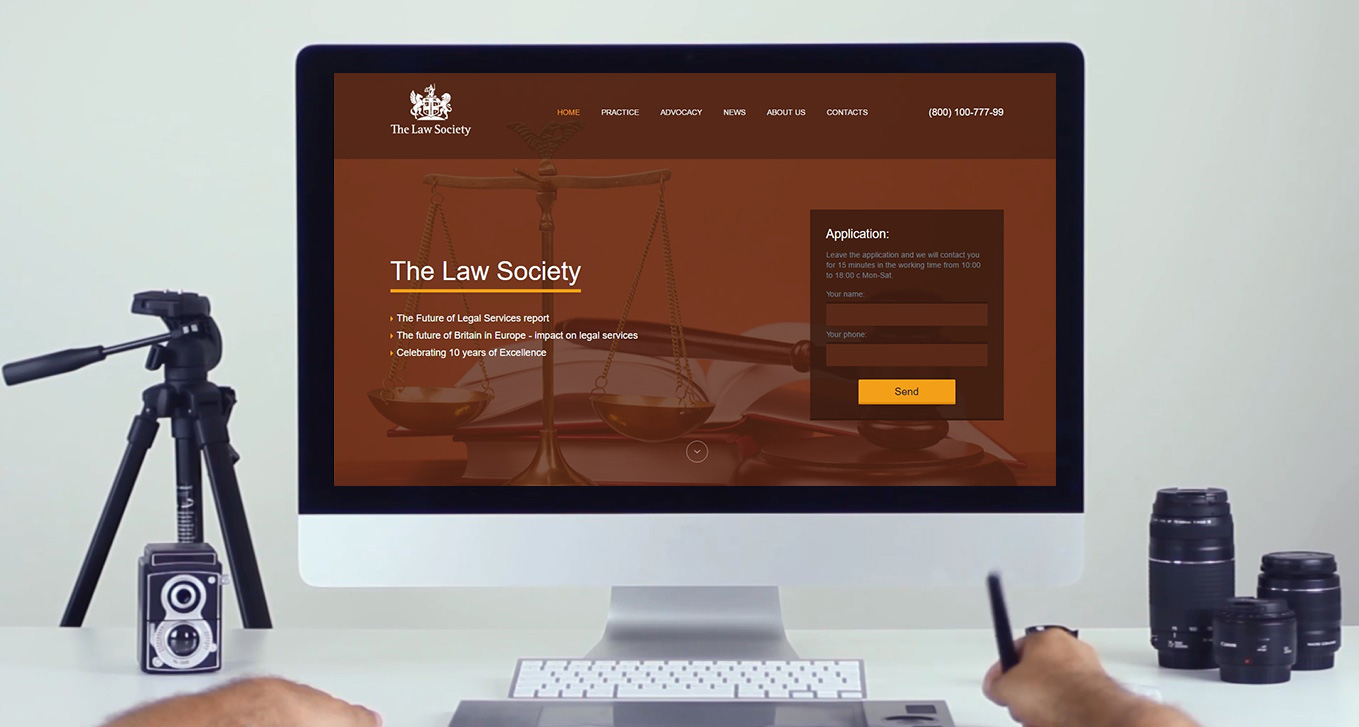 The Law Society
HOME PRACTICE ADVOCACY NEWS ABOUT US CONTACTS
(800) 100-777-99
The Law Society
The Future of Legal Services report
The future of Britain in Europe - impact on legal services
Celebrating 10 years of Excellence
Application:
Leave the application and we will contact you
for 15 minutes in the working time from 10:00
to 18:00 c Mon-Sat.
Your name:
Your phone:
Send
Canon